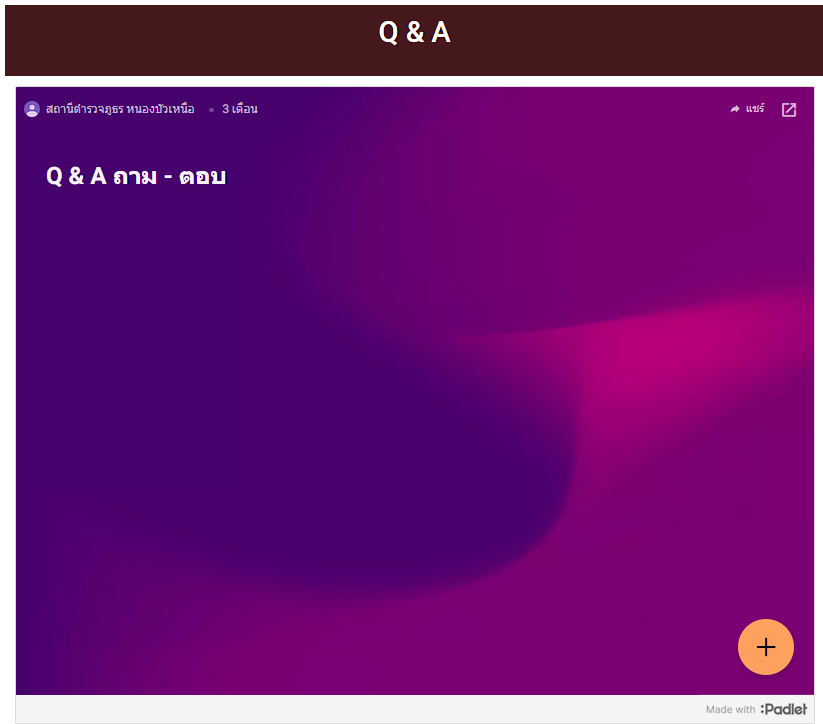 Q & A
สถานีตำรวจภูธร หนองบัวเหนือ • 3 เดือน
แชร์
Q & A ถาม - ตอบ
Made with :Padlet